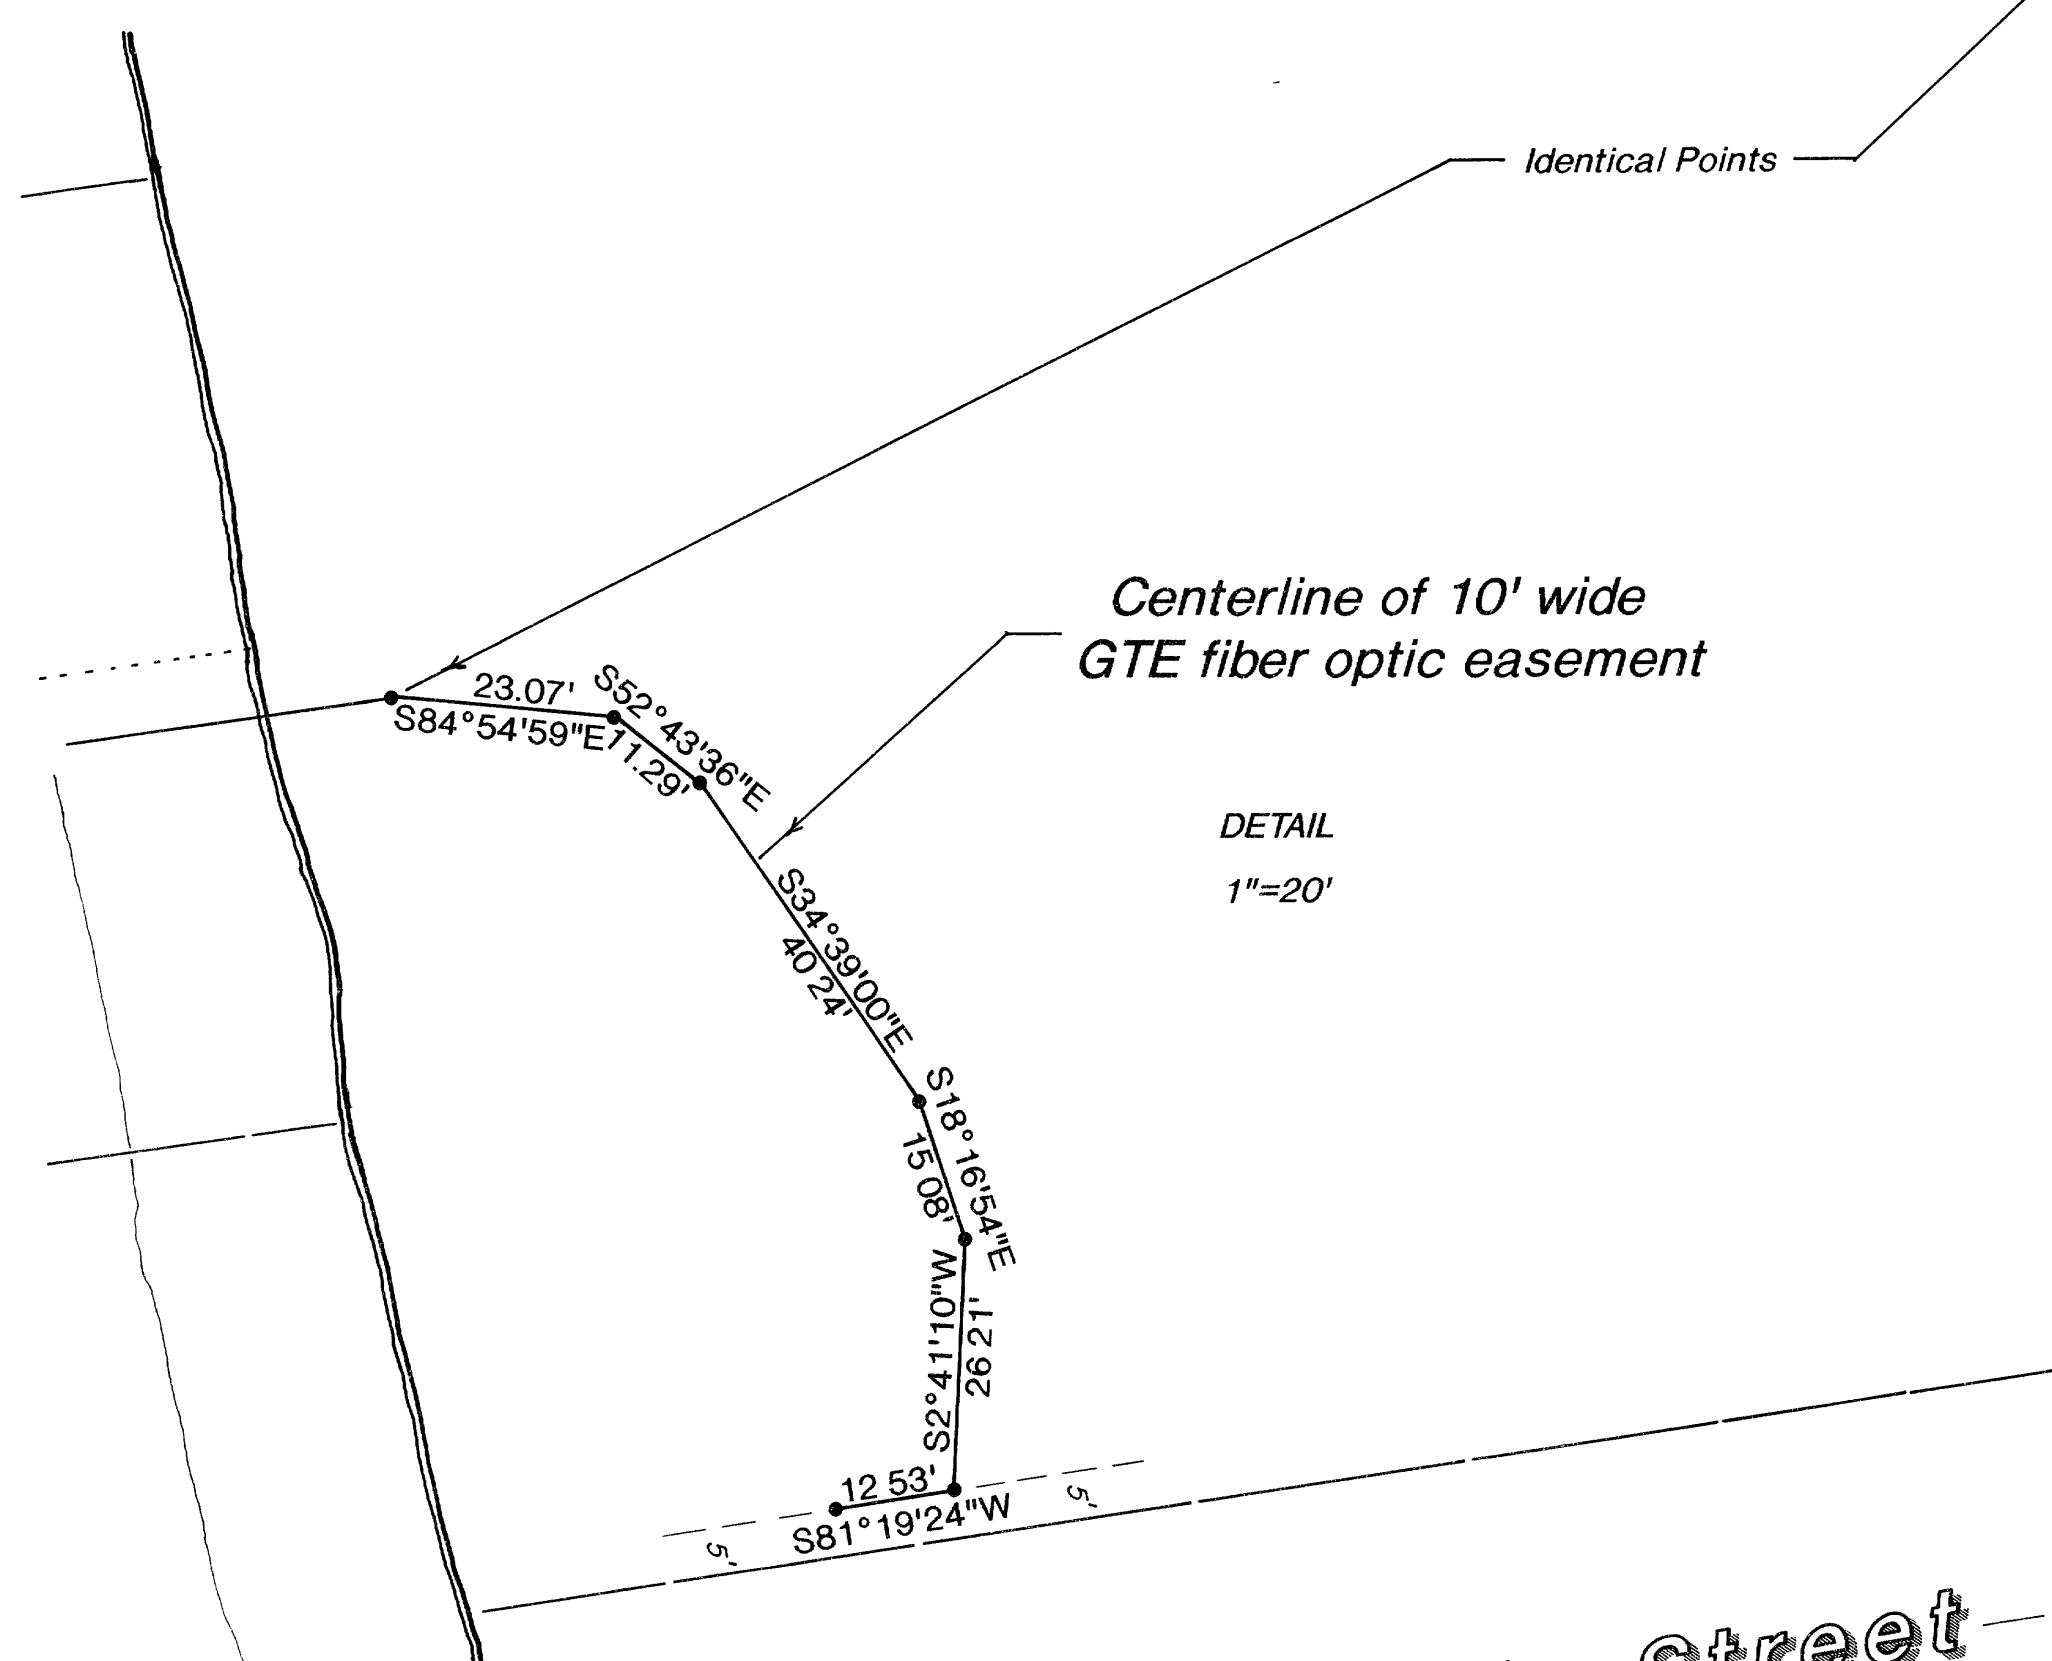 Identical Points
Centerline of 10' wide
GTE fiber optic easement
23.07'
S84°54'59"E
S52°43'36"E
11.29'
DETAIL
1"=20'
S34°39'00"E
40 24'
S18°16'54"E
15 08'
S2°41'10"W
26 21'
12 53'
S81°19'24"W
5'
5'
Street